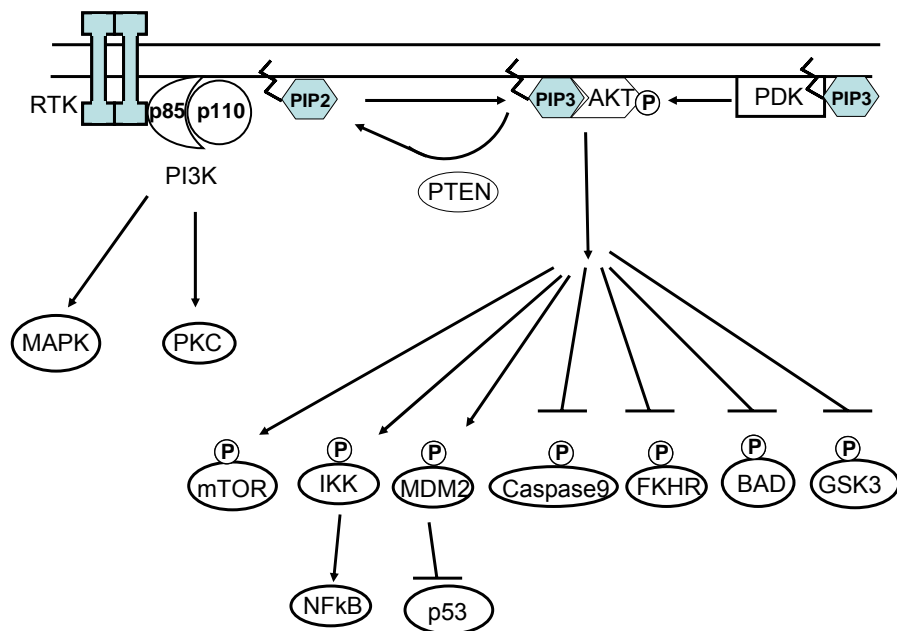 RTK
p85
p110
PIP2
PIP3
AKT
P
PDK
PIP3
PI3K
PTEN
MAPK
PKC
P
P
P
P
P
P
P
mTOR
IKK
MDM2
Caspase9
FKHR
BAD
GSK3
NFkB
p53